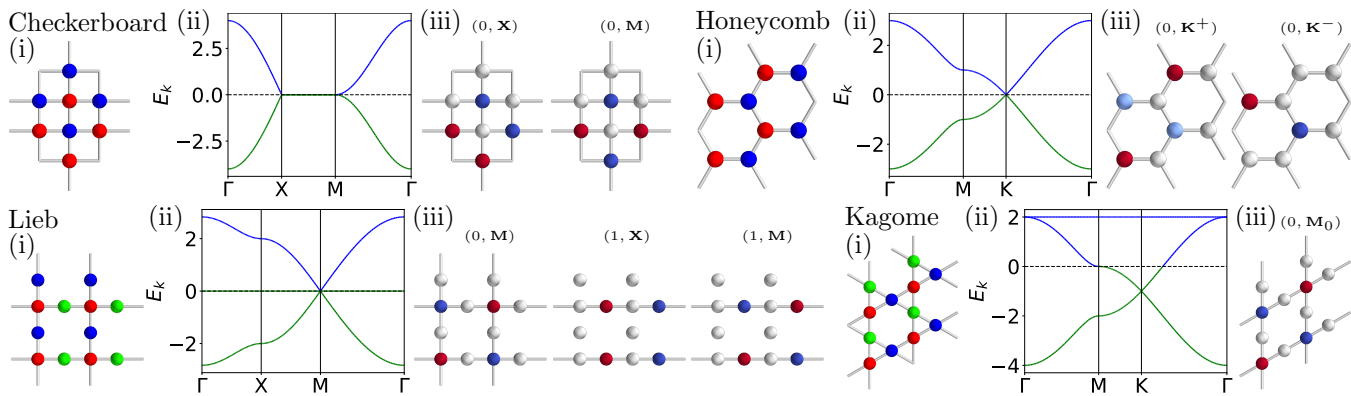 Checkerboard
(i)
(ii)
E_k
2.5
0.0
−2.5
Γ X M Γ
(iii)
(0, X)
(0, M)
Honeycomb
(i)
(ii)
E_k
2
0
−2
Γ M K Γ
(iii)
(0, K⁺)
(0, K⁻)
Lieb
(i)
(ii)
E_k
2
0
−2
Γ X M Γ
(iii)
(0, M)
(1, X)
(1, M)
Kagome
(i)
(ii)
E_k
2
0
−2
−4
Γ M K Γ
(iii)
(0, M₀)